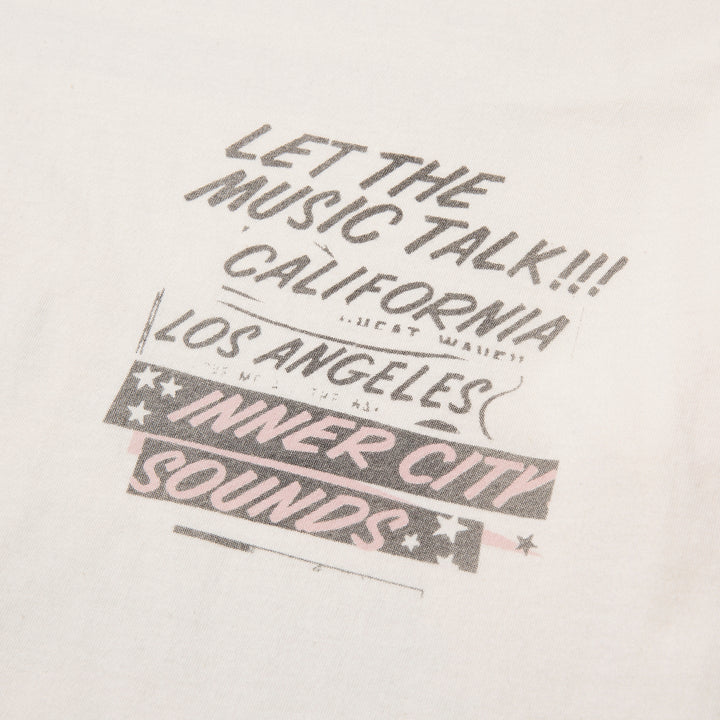 LET THE
MUSIC TALK!!!
CALIFORNIA
LOS ANGELES
INNER CITY
SOUNDS